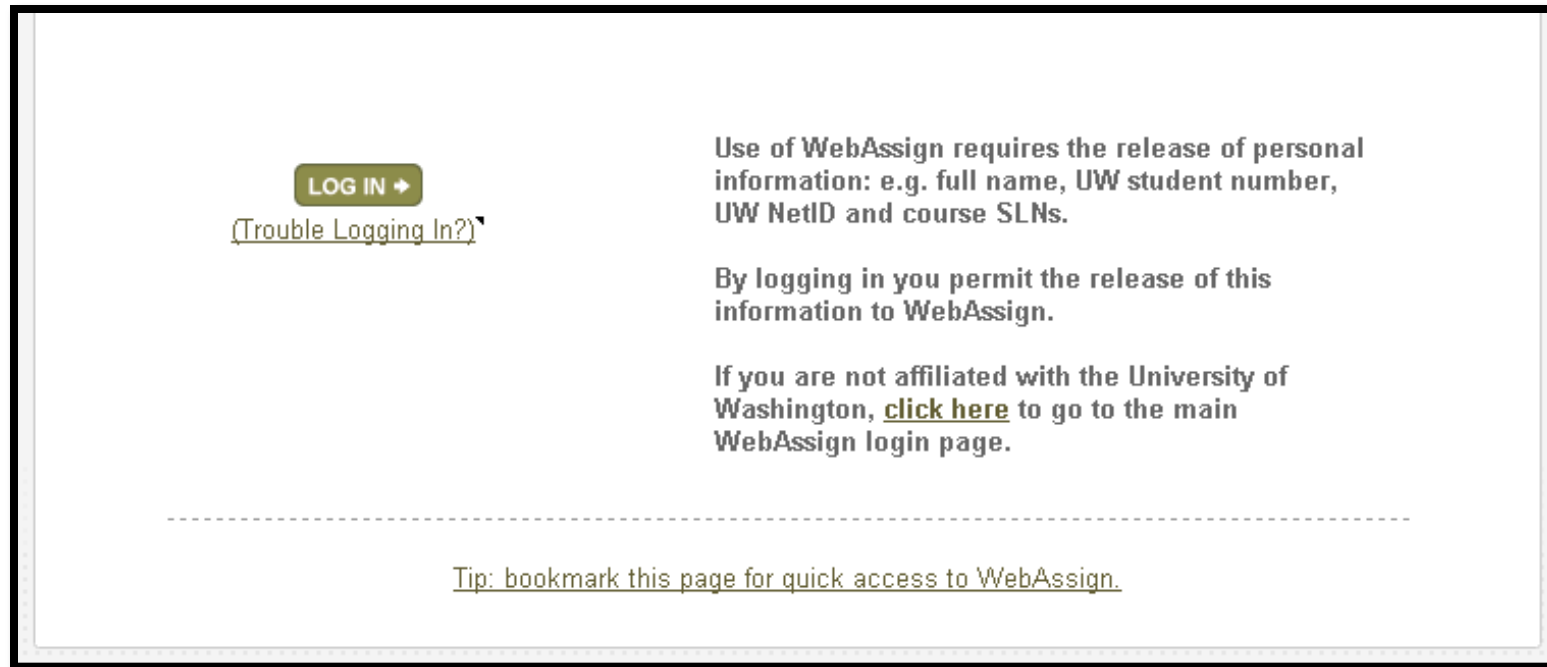 LOG IN
(Trouble Logging In?)
Use of WebAssign requires the release of personal
information: e.g. full name, UW student number,
UW NetID and course SLNs.
By logging in you permit the release of this
information to WebAssign.
If you are not affiliated with the University of
Washington, click here to go to the main
WebAssign login page.
Tip: bookmark this page for quick access to WebAssign.